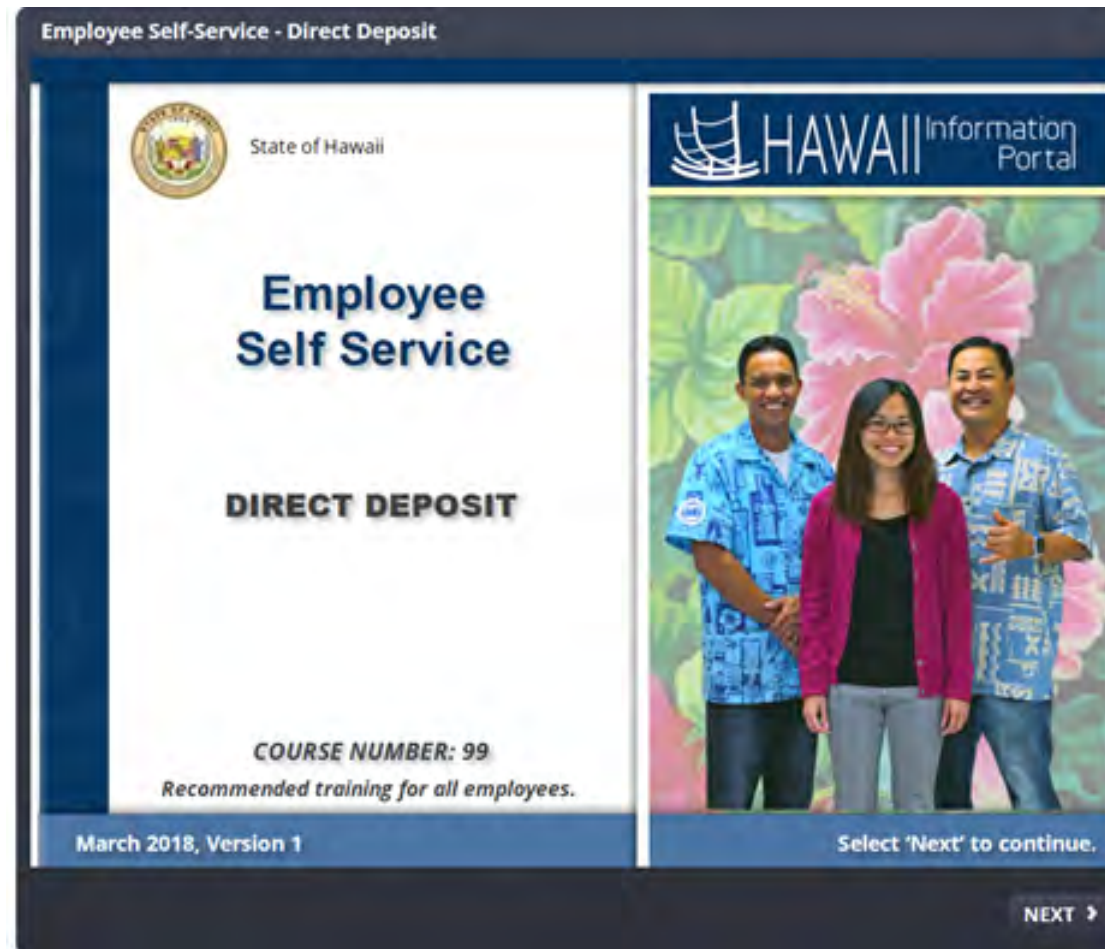 Employee Self-Service - Direct Deposit
State of Hawaii
Employee
Self Service
DIRECT DEPOSIT
COURSE NUMBER: 99
Recommended training for all employees.
March 2018, Version 1
HAWAII Information
Portal
Select 'Next' to continue.
NEXT